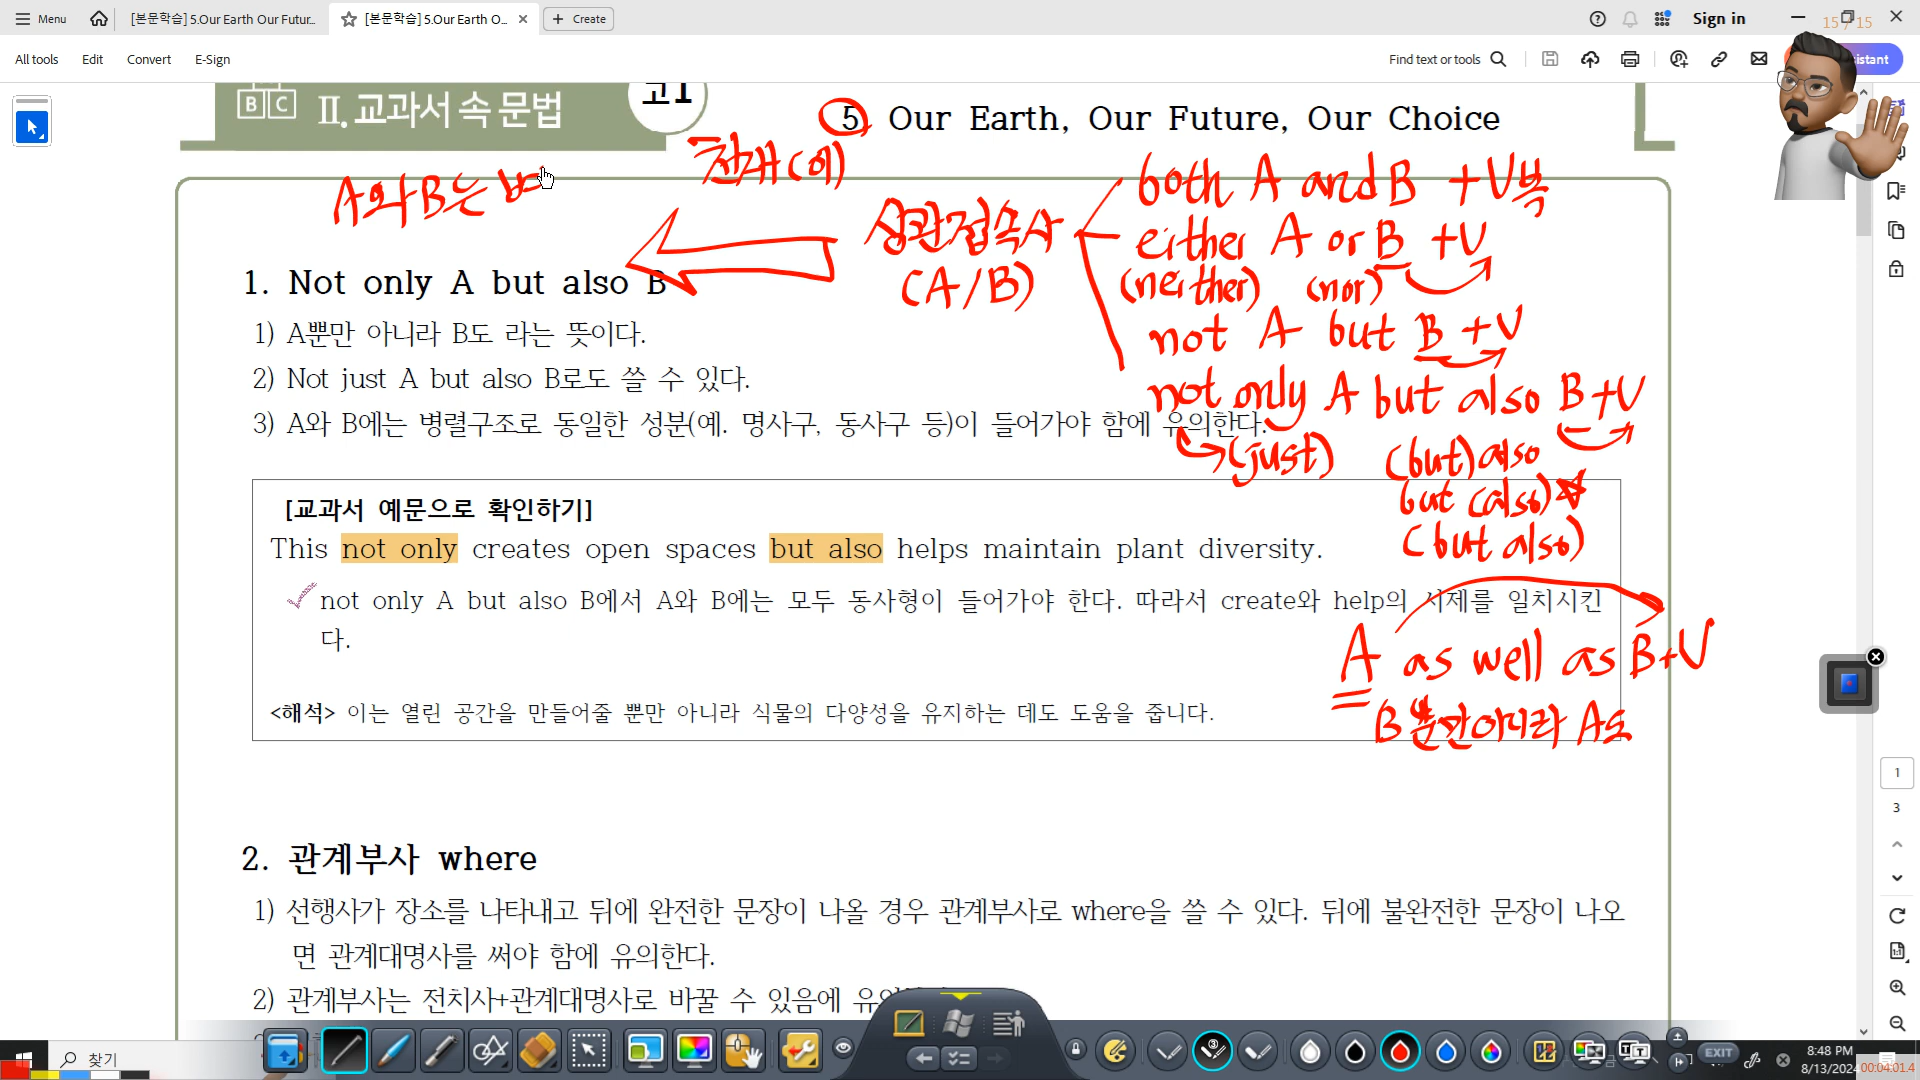 Menu
[본문학습] 5.Our Earth Our Futur...
[본문학습] 5.Our Earth O...
Create
Sign in
15 / 15
All tools
Edit
Convert
E-Sign
Find text or tools
stant
B C
II. 교과서 속 문법
고1
5 Our Earth, Our Future, Our Choice
천재(이)
A와 B는 병
상관접속사
(A/B)
both A and B +V복
either A or B +V
(neither) (nor)
not A but B +V
not only A but also B+V
(just) (but) also
but (also)
(but also)
A as well as B+V
B 뿐만아니라 A도
1. Not only A but also B
1) A뿐만 아니라 B도 라는 뜻이다.
2) Not just A but also B로도 쓸 수 있다.
3) A와 B에는 병렬구조로 동일한 성분(예. 명사구, 동사구 등)이 들어가야 함에 유의한다.
[교과서 예문으로 확인하기]
This not only creates open spaces but also helps maintain plant diversity.
not only A but also B에서 A와 B에는 모두 동사형이 들어가야 한다. 따라서 create와 help의 시제를 일치시킨
다.
<해석> 이는 열린 공간을 만들어줄 뿐만 아니라 식물의 다양성을 유지하는 데도 도움을 줍니다.
2. 관계부사 where
1) 선행사가 장소를 나타내고 뒤에 완전한 문장이 나올 경우 관계부사로 where을 쓸 수 있다. 뒤에 불완전한 문장이 나오
면 관계대명사를 써야 함에 유의한다.
2) 관계부사는 전치사+관계대명사로 바꿀 수 있음에
1
3
찾기
EXIT
8:48 PM
8/13/2024
00:04:01.4